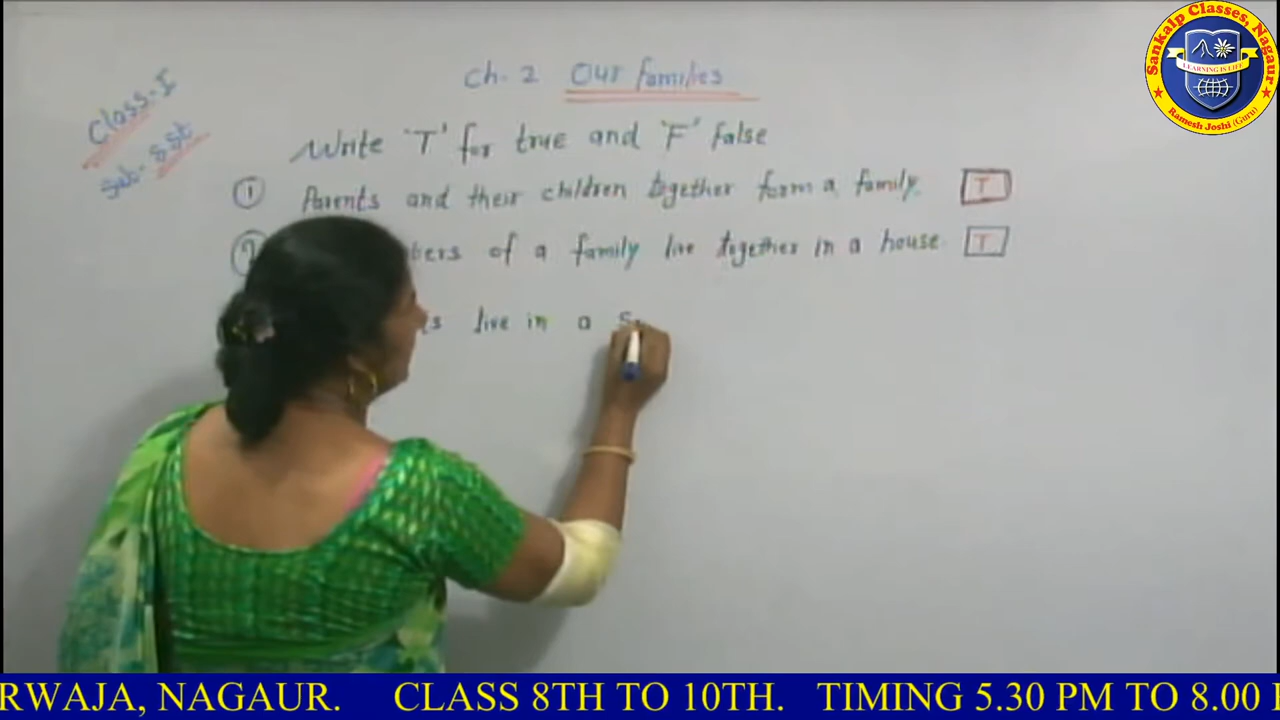 Sankalp Classes, Nagaur
LEARNING IS LIFE
Ramesh Joshi (Guru)
Class-I
Sub- SSt
Ch- 2 Our families
Write 'T' for true and 'F' false
① Parents and their children together form a family. T
of a family live together in a house. T
live in a
RWAJA, NAGAUR. CLASS 8TH TO 10TH. TIMING 5.30 PM TO 8.00